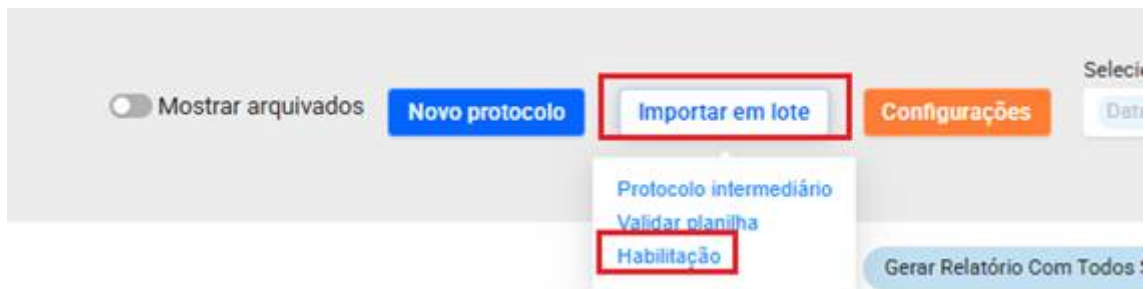 Mostrar arquivados
Novo protocolo
Importar em lote
Configurações
Protocolo intermediário
Validar planilha
Habilitação
Gerar Relatório Com Todos